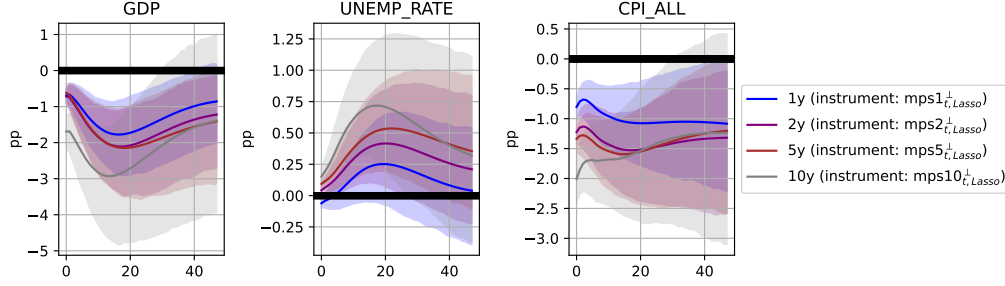 GDP
UNEMP_RATE
CPI_ALL
pp
1
0
−1
−2
−3
−4
−5
0 20 40
pp
1.25
1.00
0.75
0.50
0.25
0.00
−0.25
0 20 40
pp
0.5
0.0
−0.5
−1.0
−1.5
−2.0
−2.5
−3.0
0 20 40
1y (instrument: mps1⊥t,Lasso)
2y (instrument: mps2⊥t,Lasso)
5y (instrument: mps5⊥t,Lasso)
10y (instrument: mps10⊥t,Lasso)